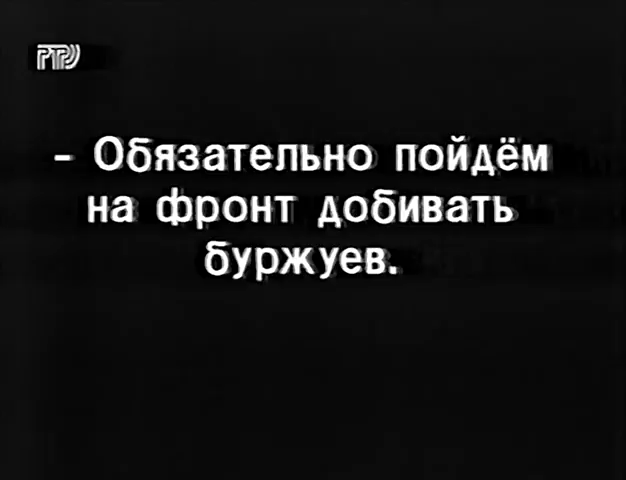 РТР
- Обязательно пойдём
на фронт добивать
буржуев.